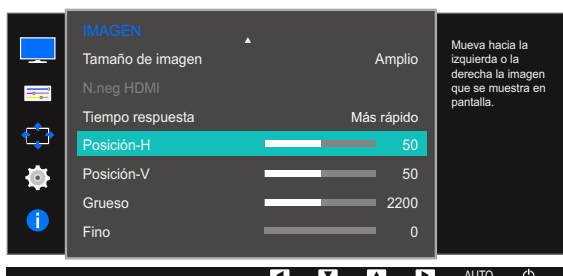 IMAGEN
Tamaño de imagen Amplio
N.neg HDMI
Tiempo respuesta Más rápido
Posición-H 50
Posición-V 50
Grueso 2200
Fino 0
Mueva hacia la
izquierda o la
derecha la imagen
que se muestra en
pantalla.
AUTO